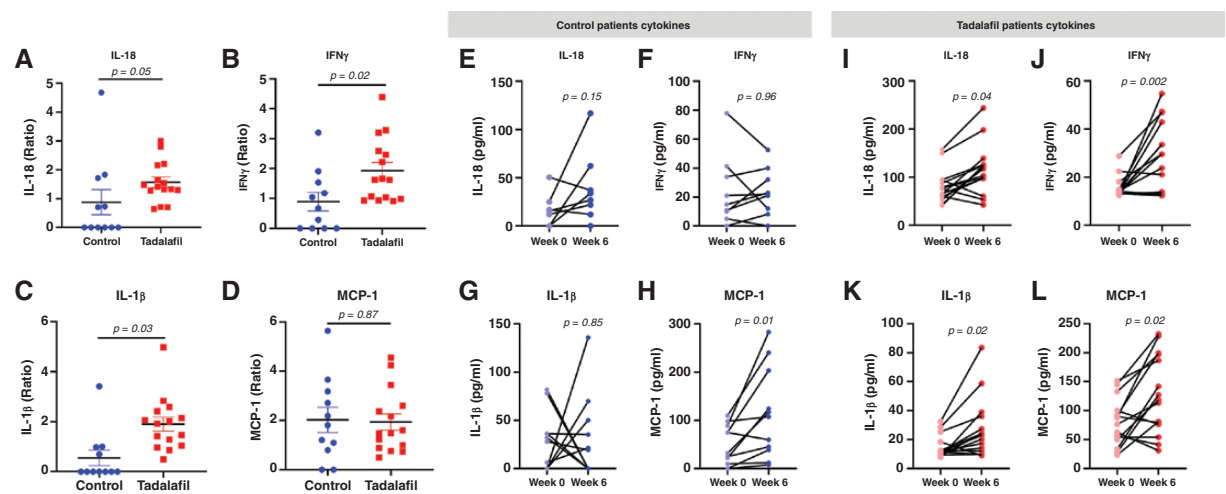 Control patients cytokines
Tadalafil patients cytokines
A
IL-18
p = 0.05
IL-18 (Ratio)
5
4
3
2
1
0
Control Tadalafil
B
IFNγ
p = 0.02
IFNγ (Ratio)
5
4
3
2
1
0
Control Tadalafil
E
IL-18
p = 0.15
IL-18 (pg/ml)
150
100
50
0
Week 0 Week 6
F
IFNγ
p = 0.96
IFNγ (pg/ml)
100
80
60
40
20
0
Week 0 Week 6
I
IL-18
p = 0.04
IL-18 (pg/ml)
300
200
100
0
Week 0 Week 6
J
IFNγ
p = 0.002
IFNγ (pg/ml)
60
40
20
0
Week 0 Week 6
C
IL-1β
p = 0.03
IL-1β (Ratio)
6
4
2
0
Control Tadalafil
D
MCP-1
p = 0.87
MCP-1 (Ratio)
6
4
2
0
Control Tadalafil
G
IL-1β
p = 0.85
IL-1β (pg/ml)
150
100
50
0
Week 0 Week 6
H
MCP-1
p = 0.01
MCP-1 (pg/ml)
300
200
100
0
Week 0 Week 6
K
IL-1β
p = 0.02
IL-1β (pg/ml)
100
80
60
40
20
0
Week 0 Week 6
L
MCP-1
p = 0.02
MCP-1 (pg/ml)
250
200
150
100
50
0
Week 0 Week 6